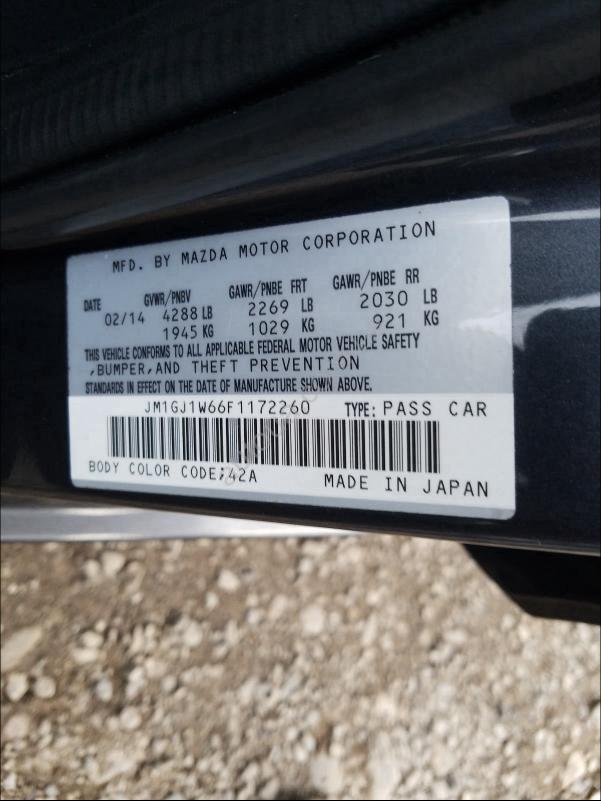 MFD. BY MAZDA MOTOR CORPORATION
DATE GVWR/PNBV GAWR/PNBE FRT GAWR/PNBE RR
02/14 4288 LB 2269 LB 2030 LB
1945 KG 1029 KG 921 KG
THIS VEHICLE CONFORMS TO ALL APPLICABLE FEDERAL MOTOR VEHICLE SAFETY
,BUMPER,AND THEFT PREVENTION
STANDARDS IN EFFECT ON THE DATE OF MANUFACTURE SHOWN ABOVE.
JM1GJ1W66F1172260 TYPE: PASS CAR
BODY COLOR CODE;42A MADE IN JAPAN